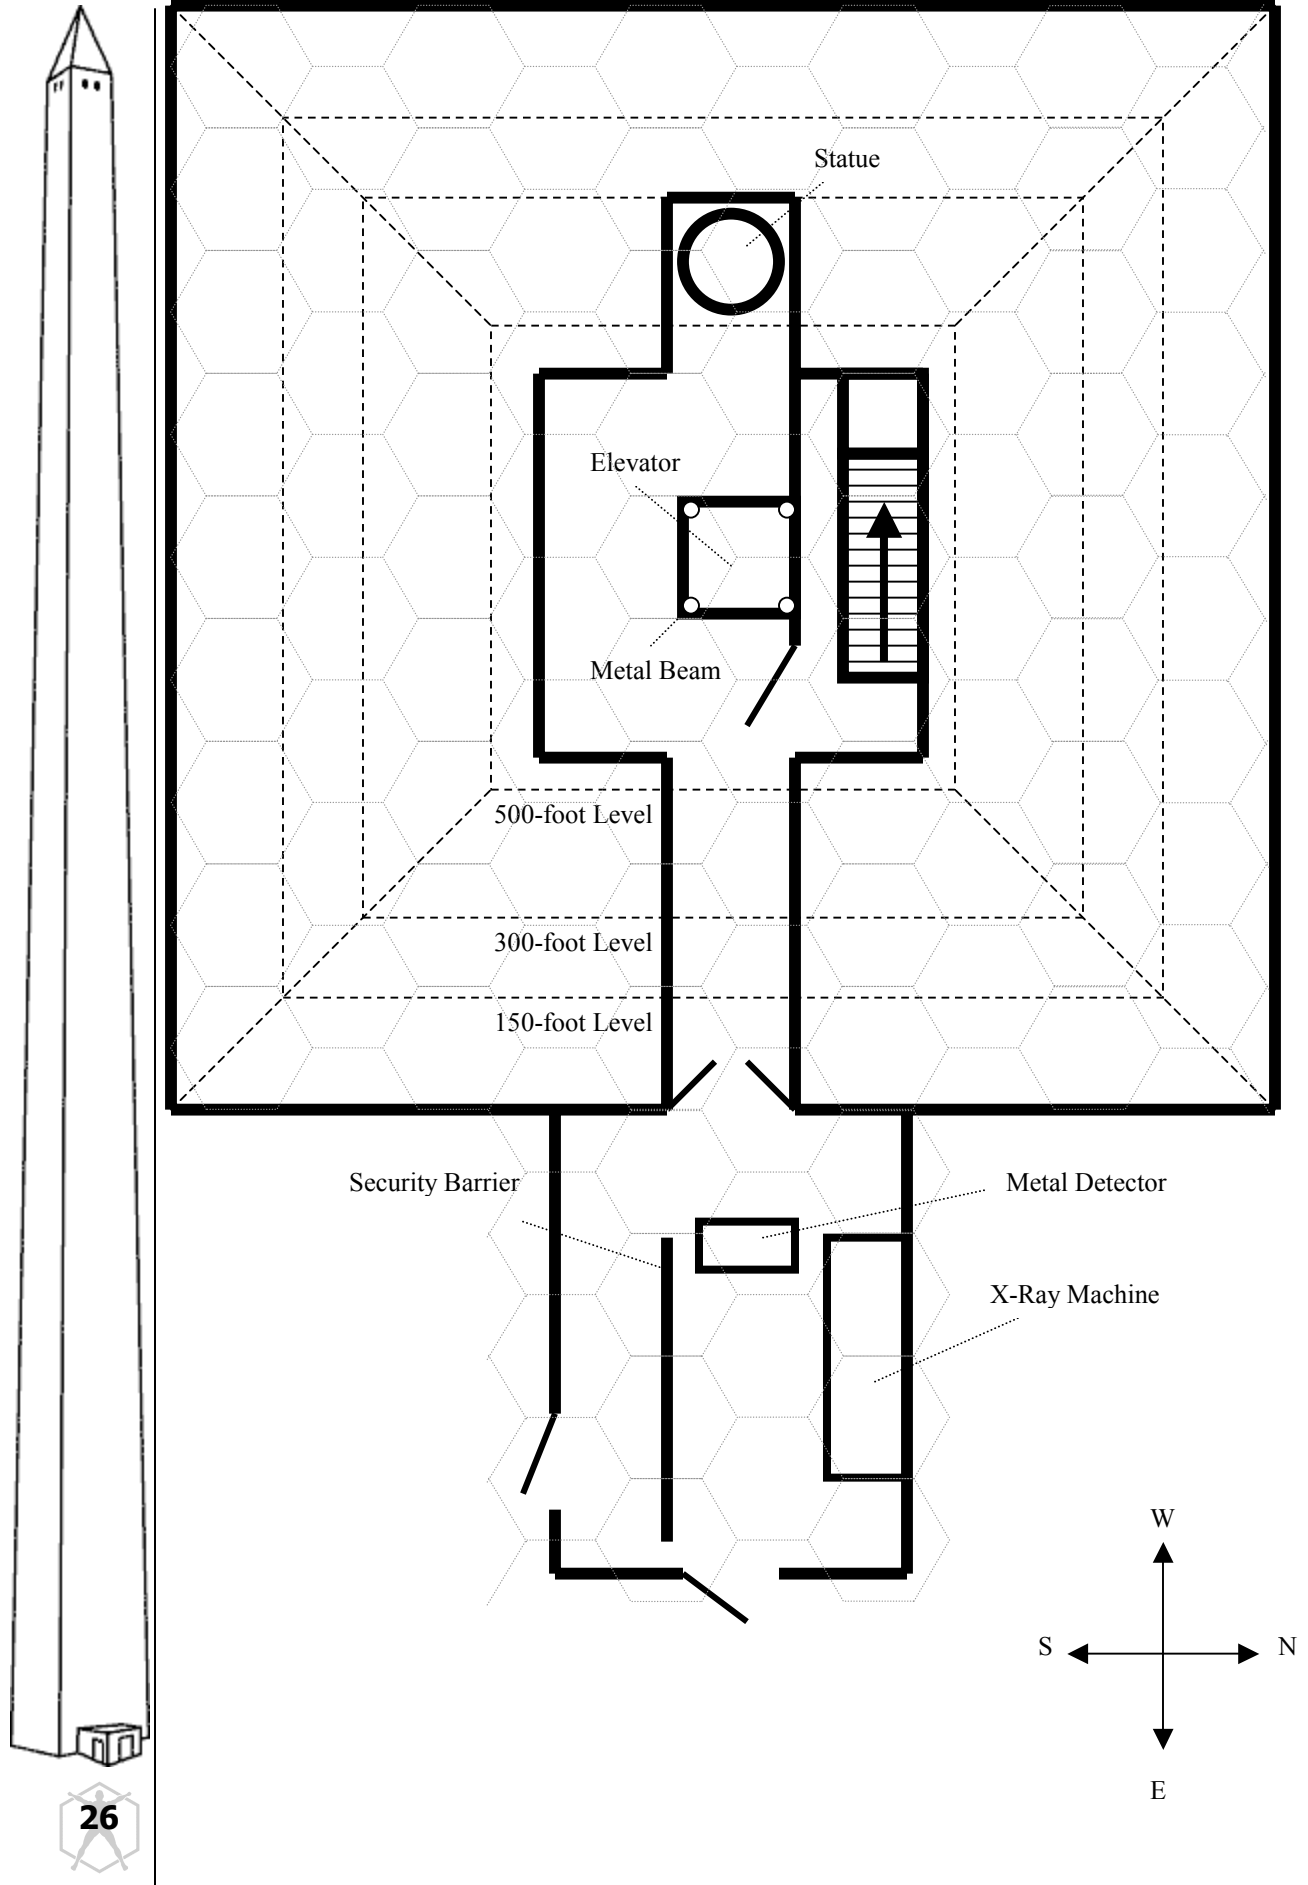 Statue
Elevator
Metal Beam
500-foot Level
300-foot Level
150-foot Level
Security Barrier
Metal Detector
X-Ray Machine
W
S
N
E
26